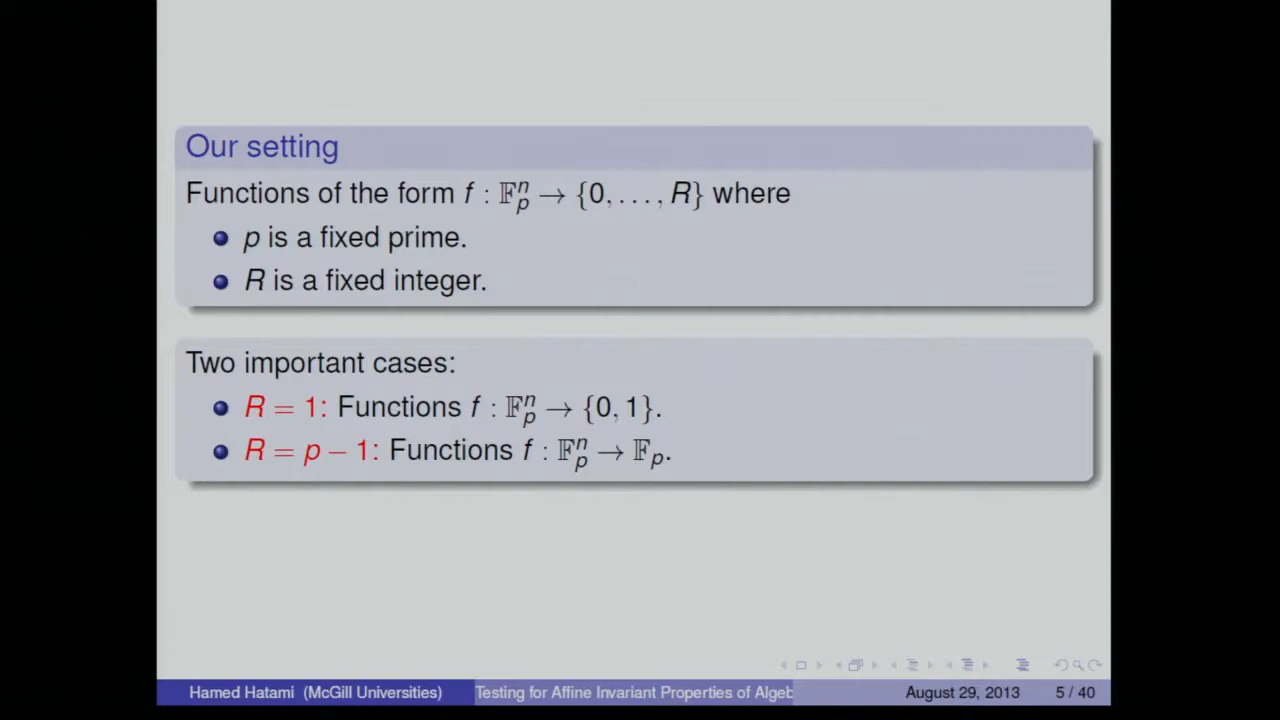 Our setting
Functions of the form f : 𝔽ₚⁿ → {0, . . . , R} where
p is a fixed prime.
R is a fixed integer.
Two important cases:
R = 1: Functions f : 𝔽ₚⁿ → {0, 1}.
R = p − 1: Functions f : 𝔽ₚⁿ → 𝔽ₚ.
Hamed Hatami (McGill Universities) Testing for Affine Invariant Properties of Algeb August 29, 2013 5 / 40